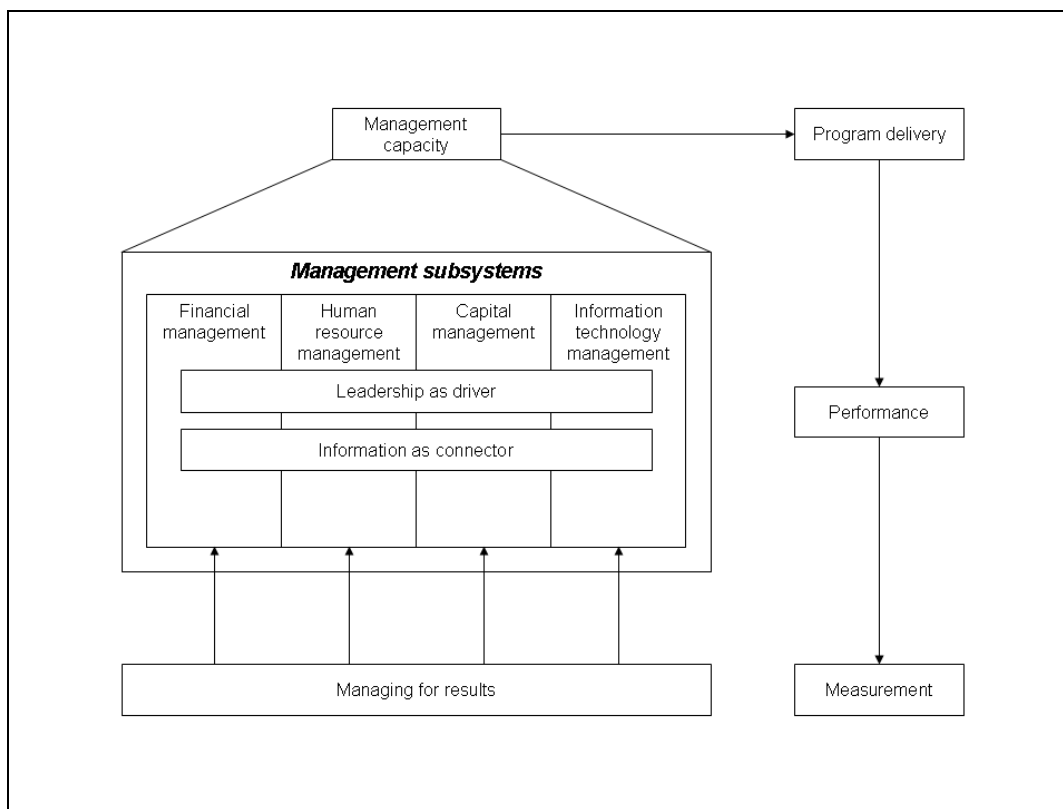 Management
capacity
Program delivery
Management subsystems
Financial
management
Human
resource
management
Capital
management
Information
technology
management
Leadership as driver
Performance
Information as connector
Managing for results
Measurement